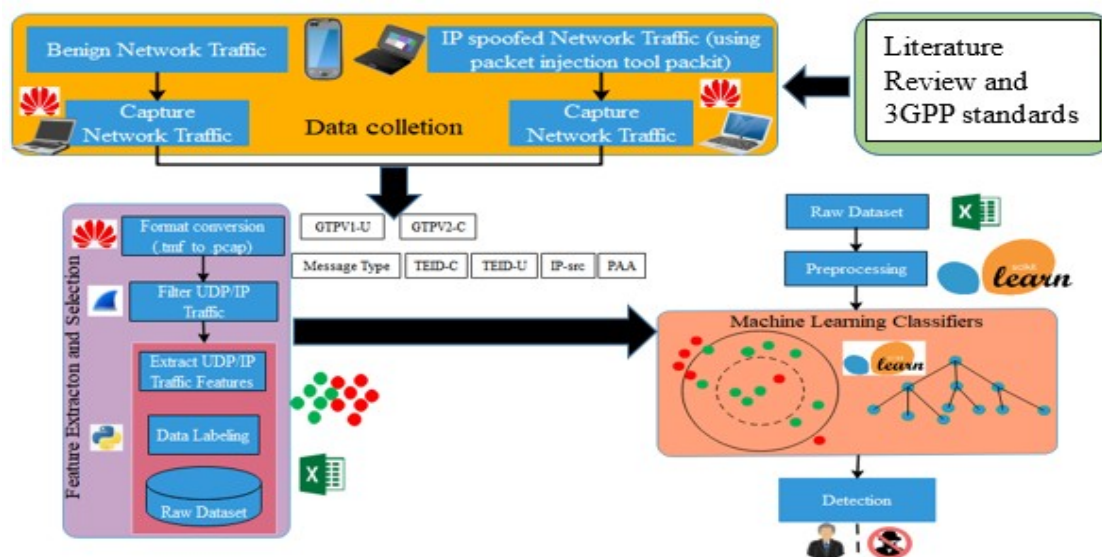 Benign Network Traffic
IP spoofed Network Traffic (using
packet injection tool packit)
Capture
Network Traffic
Data colletion
Capture
Network Traffic
Literature
Review and
3GPP standards
Feature Extracton and Selection
Format conversion
(.tmf to .pcap)
Filter UDP/IP
Traffic
Extract UDP/IP
Traffic Features
Data Labeling
Raw Dataset
GTPV1-U
GTPV2-C
Message Type
TEID-C
TEID-U
IP-src
PAA
Raw Dataset
Preprocessing
scikit
learn
Machine Learning Classifiers
learn
Detection